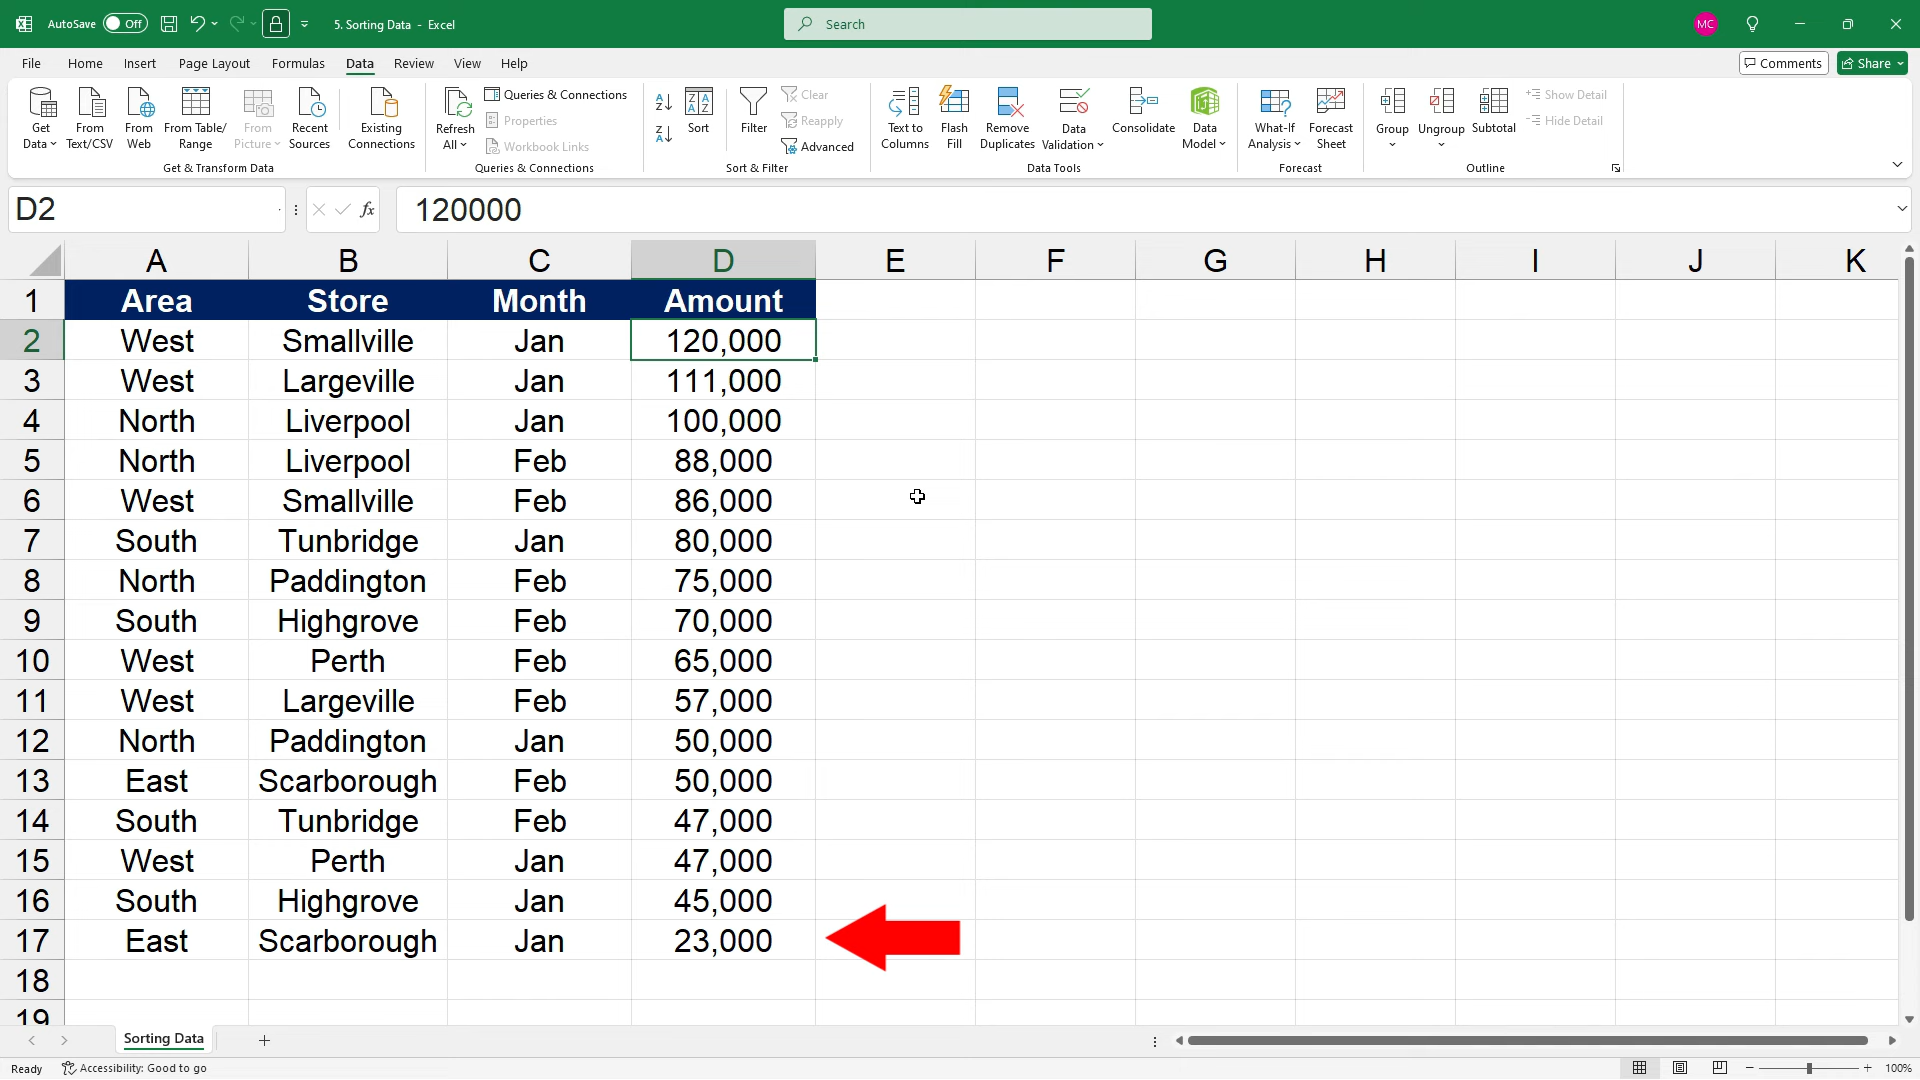 AutoSave Off 5. Sorting Data - Excel Search MC
File Home Insert Page Layout Formulas Data Review View Help Comments Share
Get Data From Text/CSV From Web From Table/ Range From Picture Recent Sources Existing Connections
Get & Transform Data
Refresh All Queries & Connections
Properties
Workbook Links
Queries & Connections
Sort Filter Clear
Reapply
Advanced
Sort & Filter
Text to Columns Flash Fill Remove Duplicates Data Validation Consolidate Data Model
Data Tools
What-If Analysis Forecast Sheet
Forecast
Group Ungroup Subtotal Show Detail
Hide Detail
Outline
D2 fx 120000
A B C D E F G H I J K
1 Area Store Month Amount
2 West Smallville Jan 120,000
3 West Largeville Jan 111,000
4 North Liverpool Jan 100,000
5 North Liverpool Feb 88,000
6 West Smallville Feb 86,000
7 South Tunbridge Jan 80,000
8 North Paddington Feb 75,000
9 South Highgrove Feb 70,000
10 West Perth Feb 65,000
11 West Largeville Feb 57,000
12 North Paddington Jan 50,000
13 East Scarborough Feb 50,000
14 South Tunbridge Feb 47,000
15 West Perth Jan 47,000
16 South Highgrove Jan 45,000
17 East Scarborough Jan 23,000
18
19
Sorting Data
Ready Accessibility: Good to go 100%